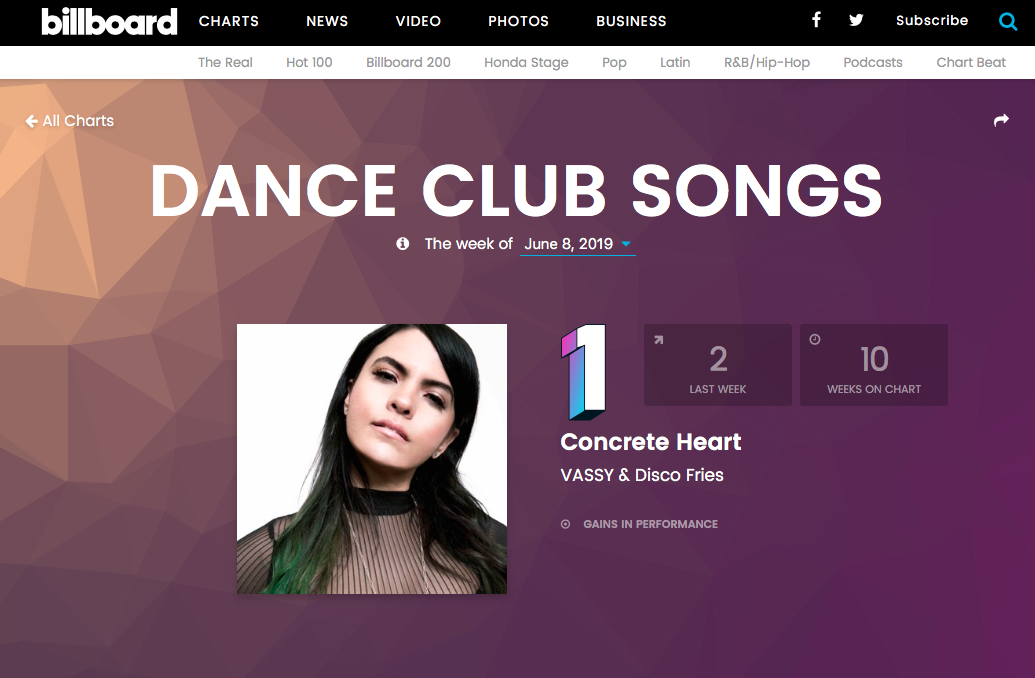 billboard CHARTS NEWS VIDEO PHOTOS BUSINESS Subscribe
The Real Hot 100 Billboard 200 Honda Stage Pop Latin R&B/Hip-Hop Podcasts Chart Beat
All Charts
DANCE CLUB SONGS
The week of June 8, 2019
1
2
LAST WEEK
10
WEEKS ON CHART
Concrete Heart
VASSY & Disco Fries
GAINS IN PERFORMANCE